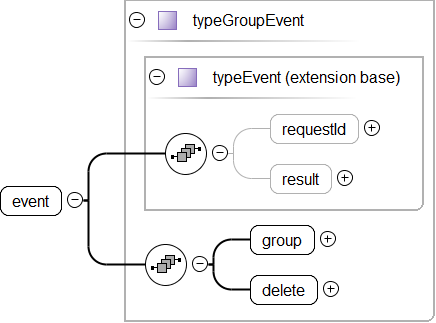 typeGroupEvent
typeEvent (extension base)
requestId
result
event
group
delete